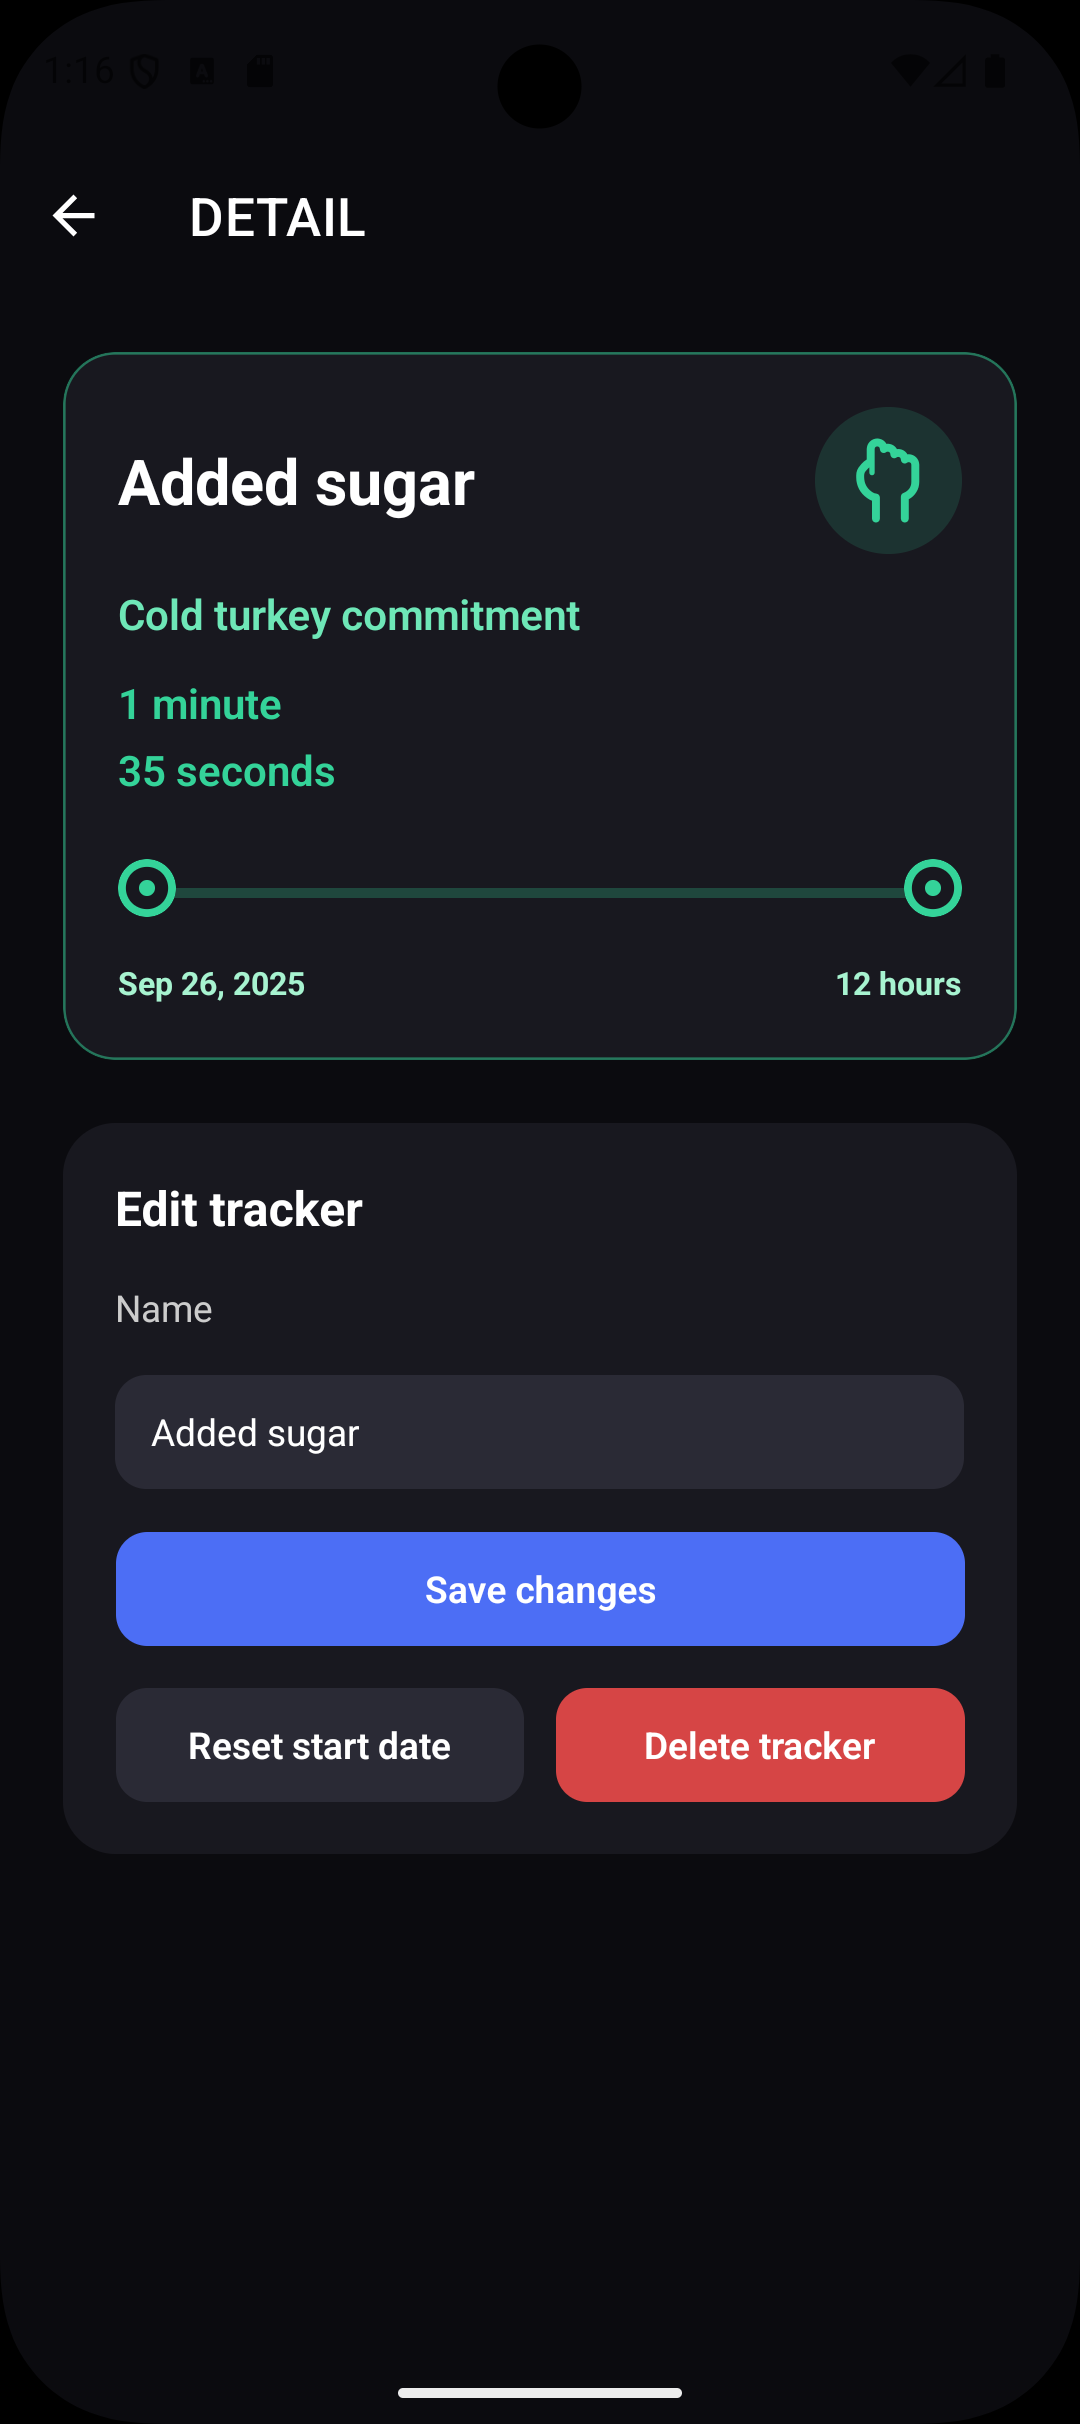 1:16
DETAIL
Added sugar
Cold turkey commitment
1 minute
35 seconds
Sep 26, 2025
12 hours
Edit tracker
Name
Added sugar
Save changes
Reset start date
Delete tracker